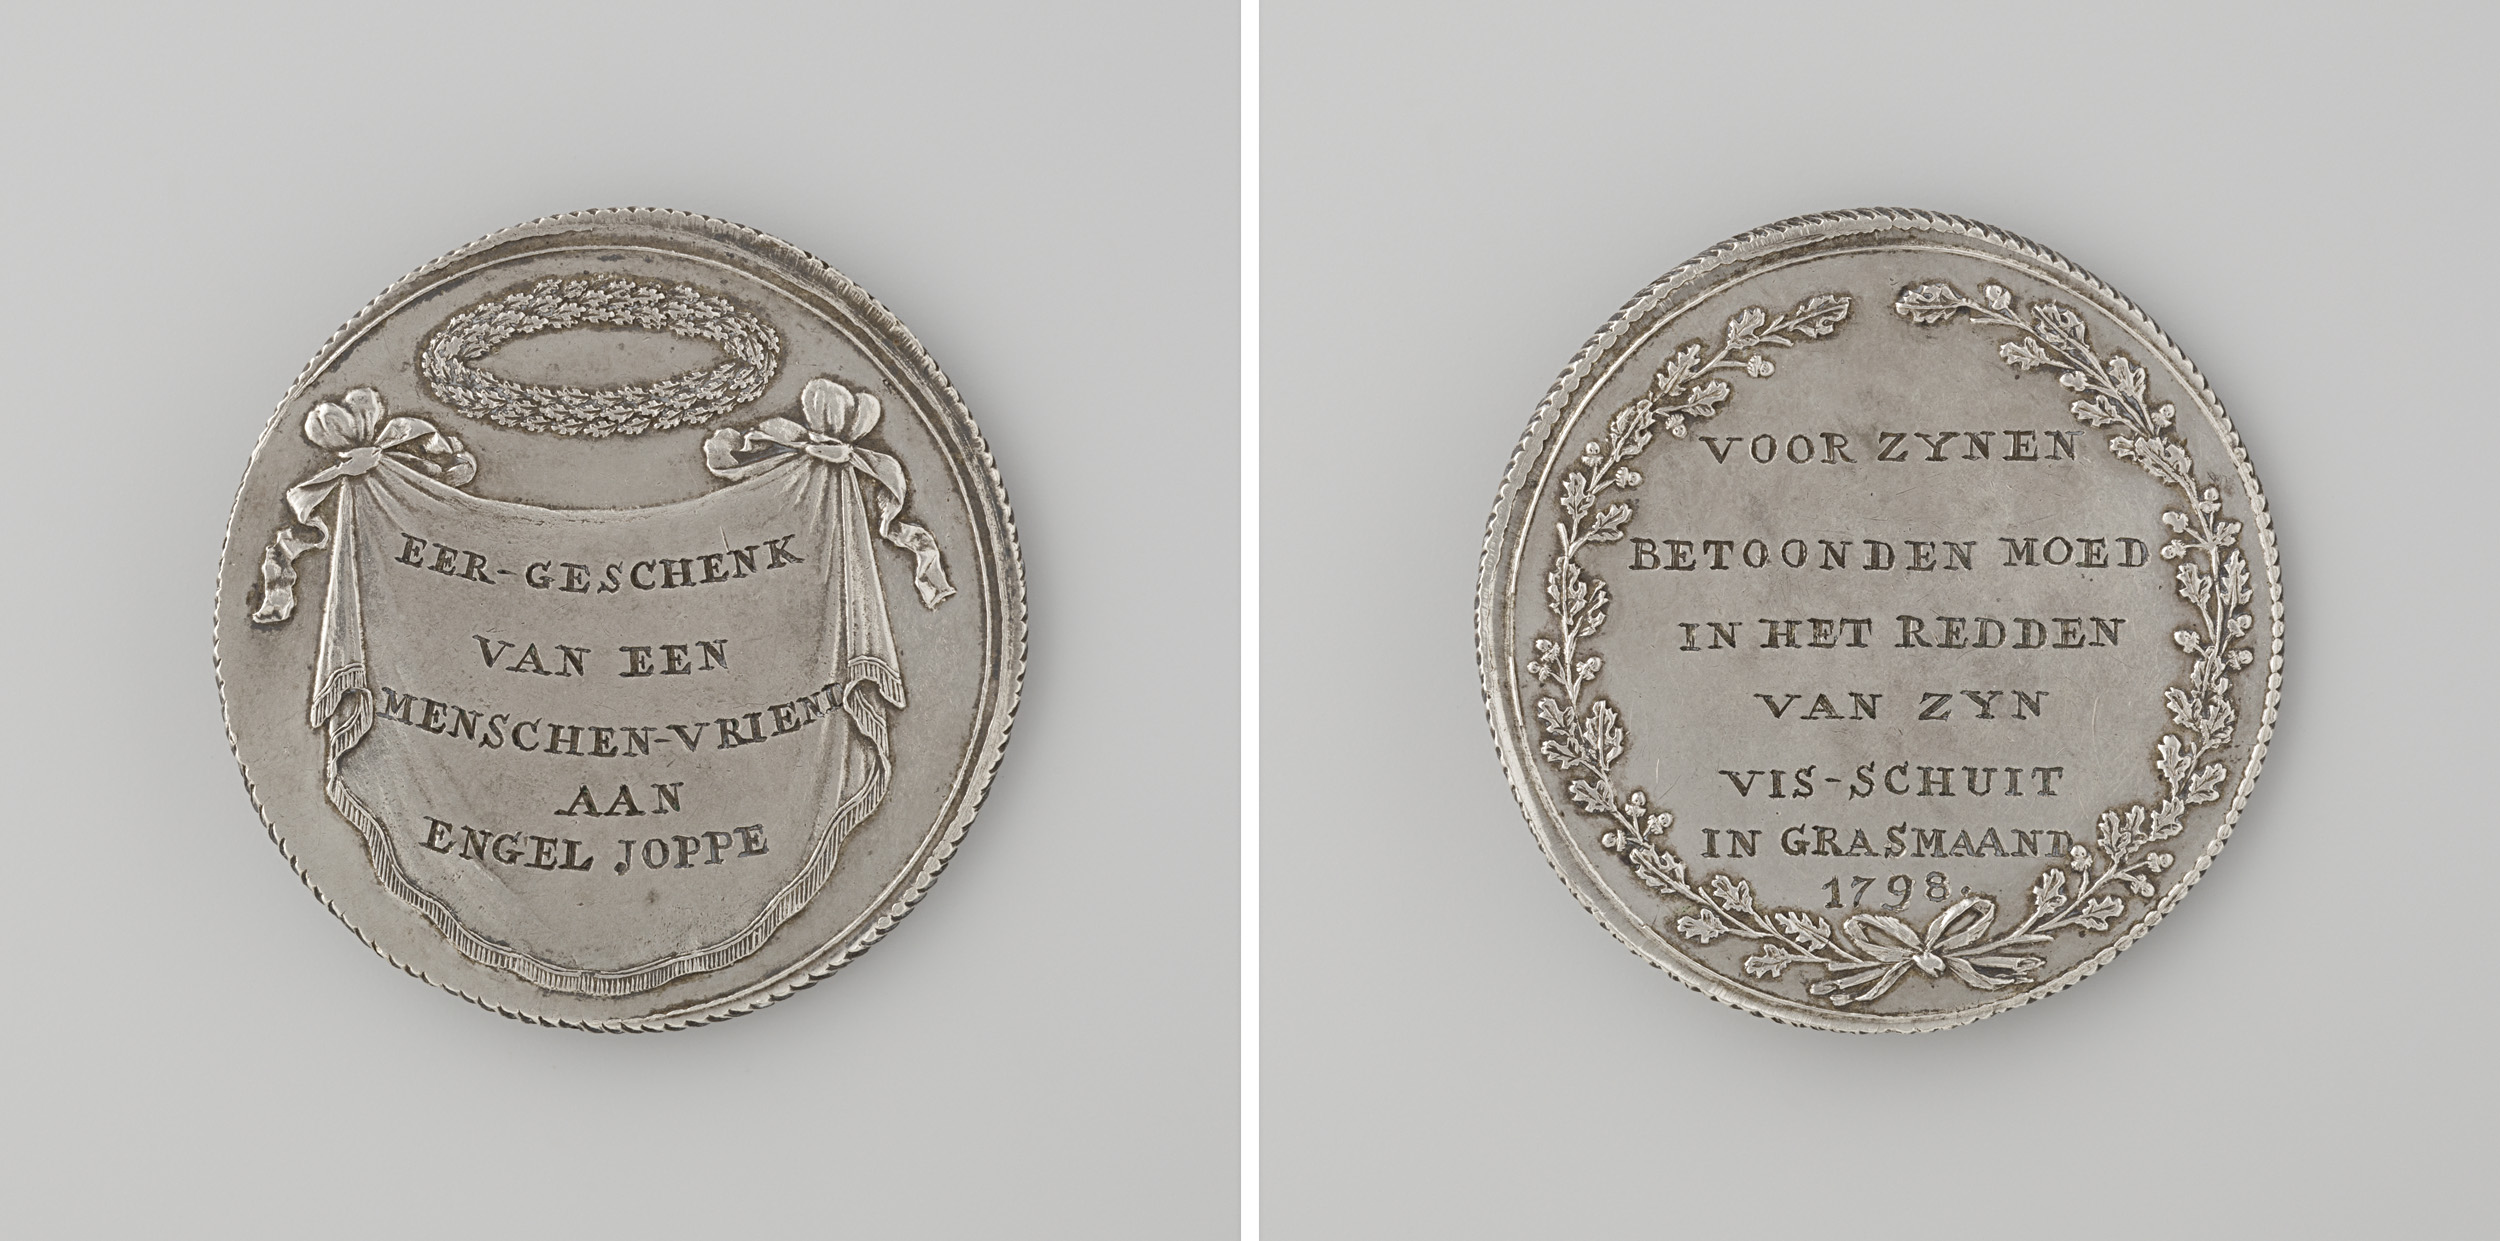 EER-GESCHENK
VAN EEN
MENSCHEN-VRIEND
AAN
ENGEL JOPPE
VOOR ZYNEN
BETOONDEN MOED
IN HET REDDEN
VAN ZYN
VIS-SCHUIT
IN GRASMAAND
1798.